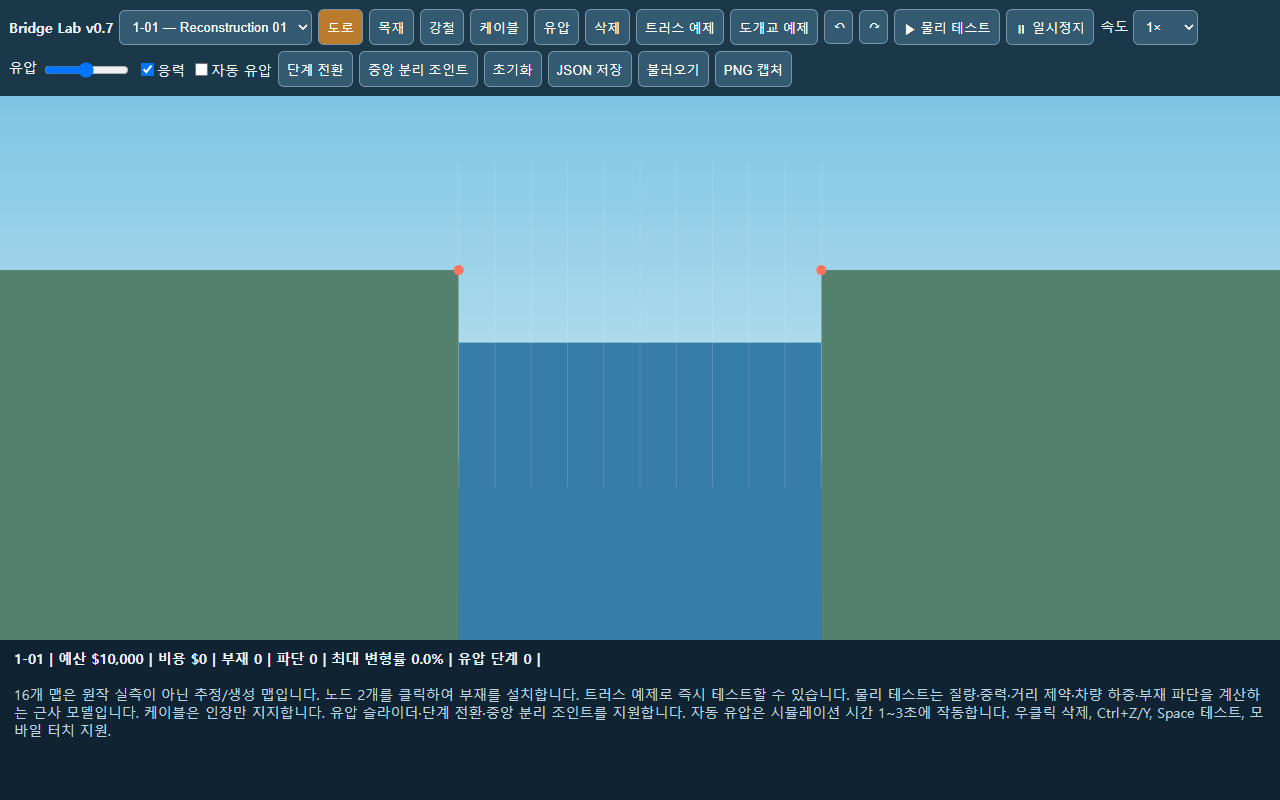 Bridge Lab v0.7 1-01 — Reconstruction 01 도로 목재 강철 케이블 유압 삭제 트러스 예제 도개교 예제 ↶ ↷ ▶ 물리 테스트 ⏸ 일시정지 속도 1×
유압 응력 자동 유압 단계 전환 중앙 분리 조인트 초기화 JSON 저장 불러오기 PNG 캡처
1-01 | 예산 $10,000 | 비용 $0 | 부재 0 | 파단 0 | 최대 변형률 0.0% | 유압 단계 0 |
16개 맵은 원작 실측이 아닌 추정/생성 맵입니다. 노드 2개를 클릭하여 부재를 설치합니다. 트러스 예제로 즉시 테스트할 수 있습니다. 물리 테스트는 질량·중력·거리 제약·차량 하중·부재 파단을 계산하
는 근사 모델입니다. 케이블은 인장만 지지합니다. 유압 슬라이더·단계 전환·중앙 분리 조인트를 지원합니다. 자동 유압은 시뮬레이션 시간 1~3초에 작동합니다. 우클릭 삭제, Ctrl+Z/Y, Space 테스트, 모
바일 터치 지원.